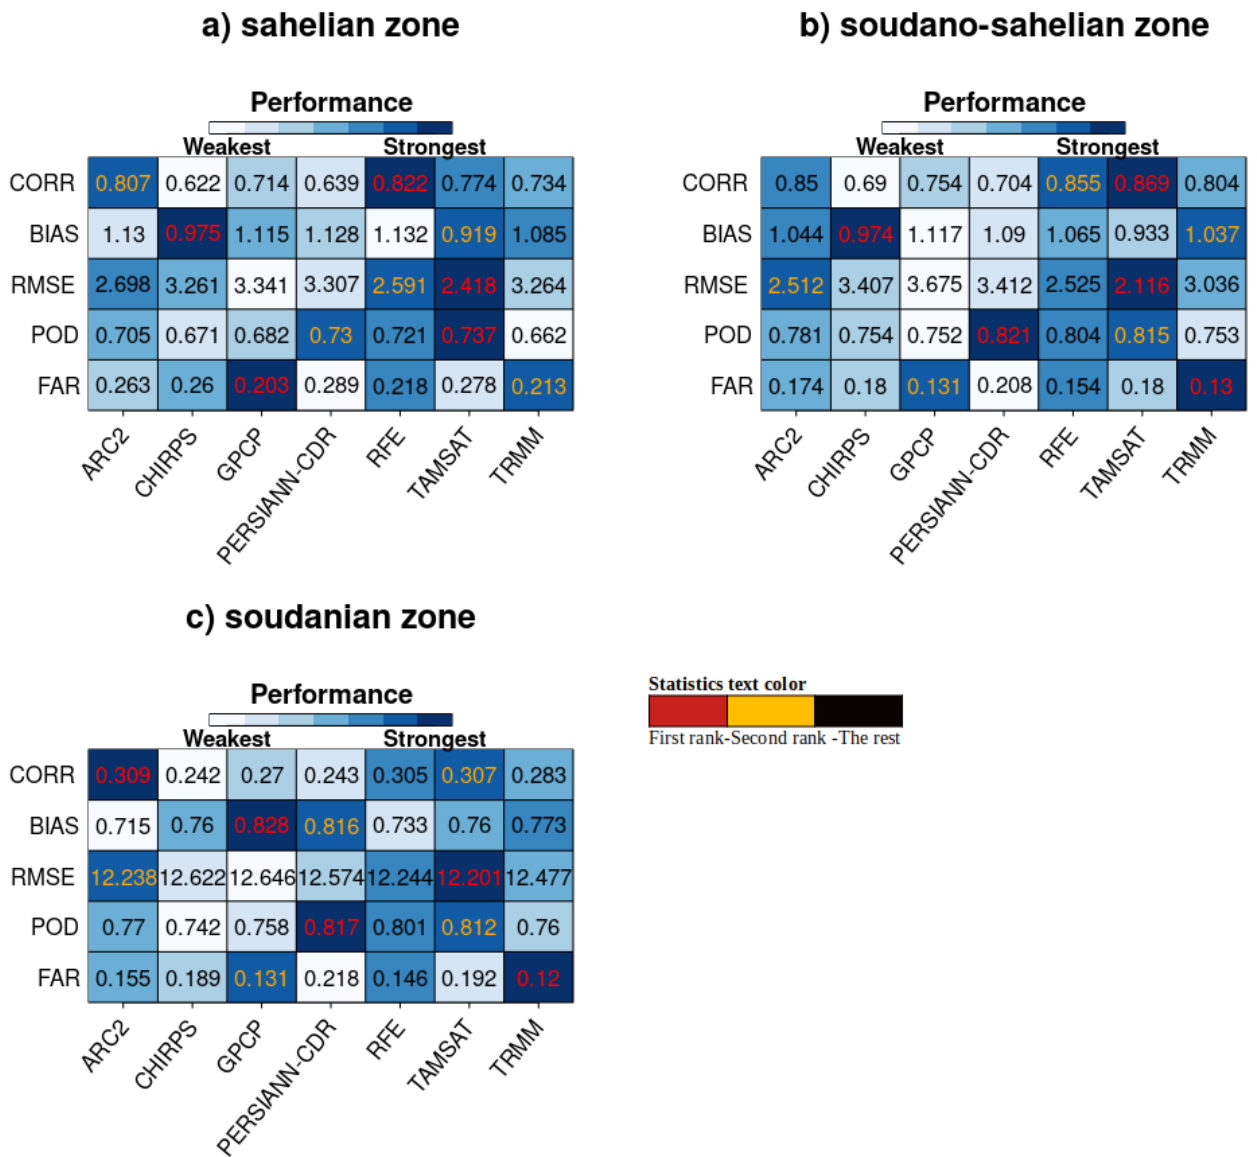 a) sahelian zone
Performance
Weakest Strongest
CORR 0.807 0.622 0.714 0.639 0.822 0.774 0.734
BIAS 1.13 0.975 1.115 1.128 1.132 0.919 1.085
RMSE 2.698 3.261 3.341 3.307 2.591 2.418 3.264
POD 0.705 0.671 0.682 0.73 0.721 0.737 0.662
FAR 0.263 0.26 0.203 0.289 0.218 0.278 0.213
ARC2 CHIRPS GPCP PERSIANN-CDR RFE TAMSAT TRMM
b) soudano-sahelian zone
Performance
Weakest Strongest
CORR 0.85 0.69 0.754 0.704 0.855 0.869 0.804
BIAS 1.044 0.974 1.117 1.09 1.065 0.933 1.037
RMSE 2.512 3.407 3.675 3.412 2.525 2.116 3.036
POD 0.781 0.754 0.752 0.821 0.804 0.815 0.753
FAR 0.174 0.18 0.131 0.208 0.154 0.18 0.13
ARC2 CHIRPS GPCP PERSIANN-CDR RFE TAMSAT TRMM
c) soudanian zone
Performance
Weakest Strongest
CORR 0.309 0.242 0.27 0.243 0.305 0.307 0.283
BIAS 0.715 0.76 0.828 0.816 0.733 0.76 0.773
RMSE 12.238 12.622 12.646 12.574 12.244 12.201 12.477
POD 0.77 0.742 0.758 0.817 0.801 0.812 0.76
FAR 0.155 0.189 0.131 0.218 0.146 0.192 0.12
ARC2 CHIRPS GPCP PERSIANN-CDR RFE TAMSAT TRMM
Statistics text color
First rank-Second rank -The rest